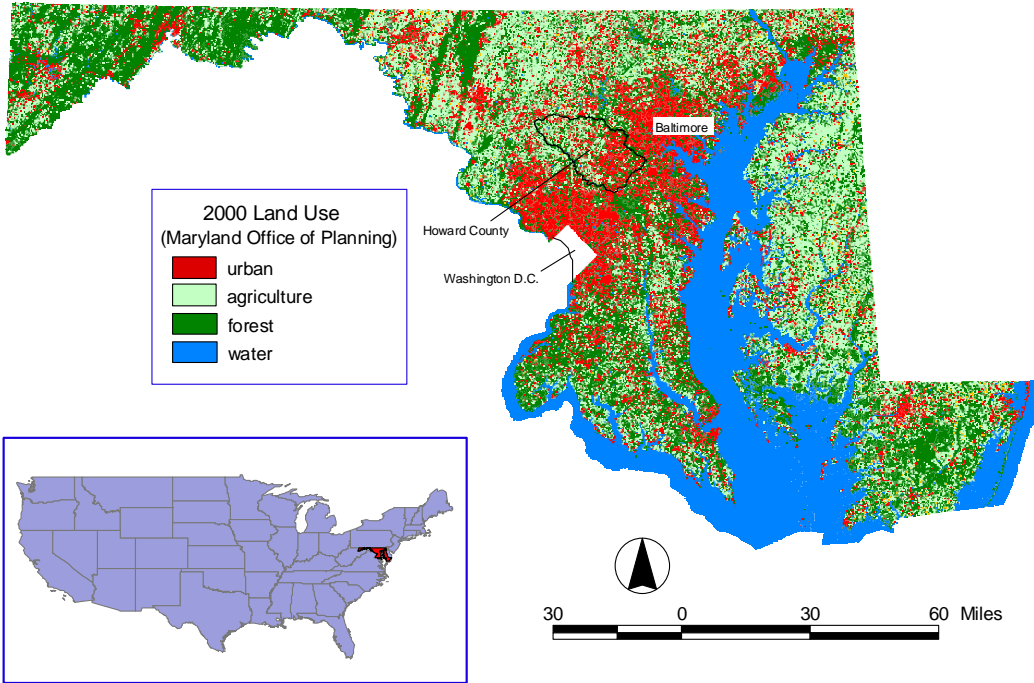 Baltimore
Howard County
Washington D.C.
2000 Land Use
(Maryland Office of Planning)
urban
agriculture
forest
water
30 0 30 60 Miles